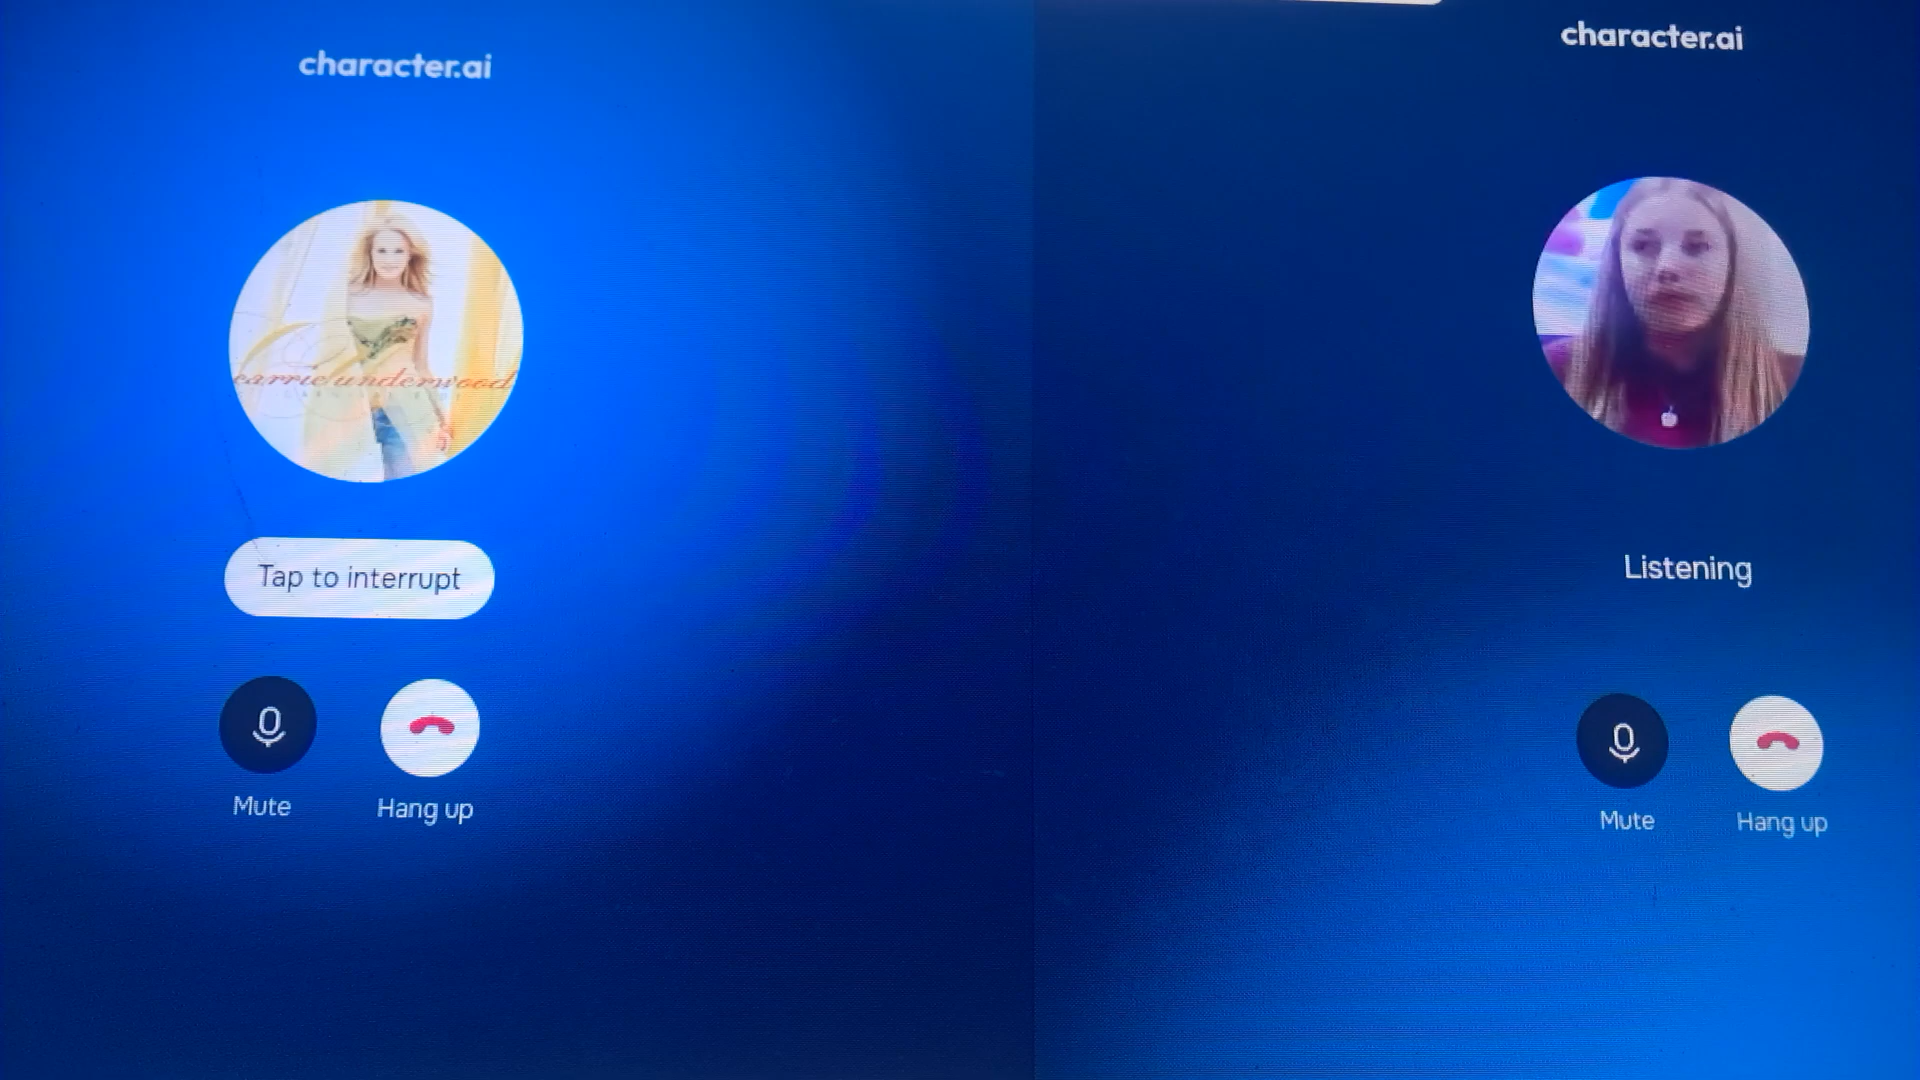 character.ai
carrie underwood
Tap to interrupt
Mute
Hang up
character.ai
Listening
Mute
Hang up